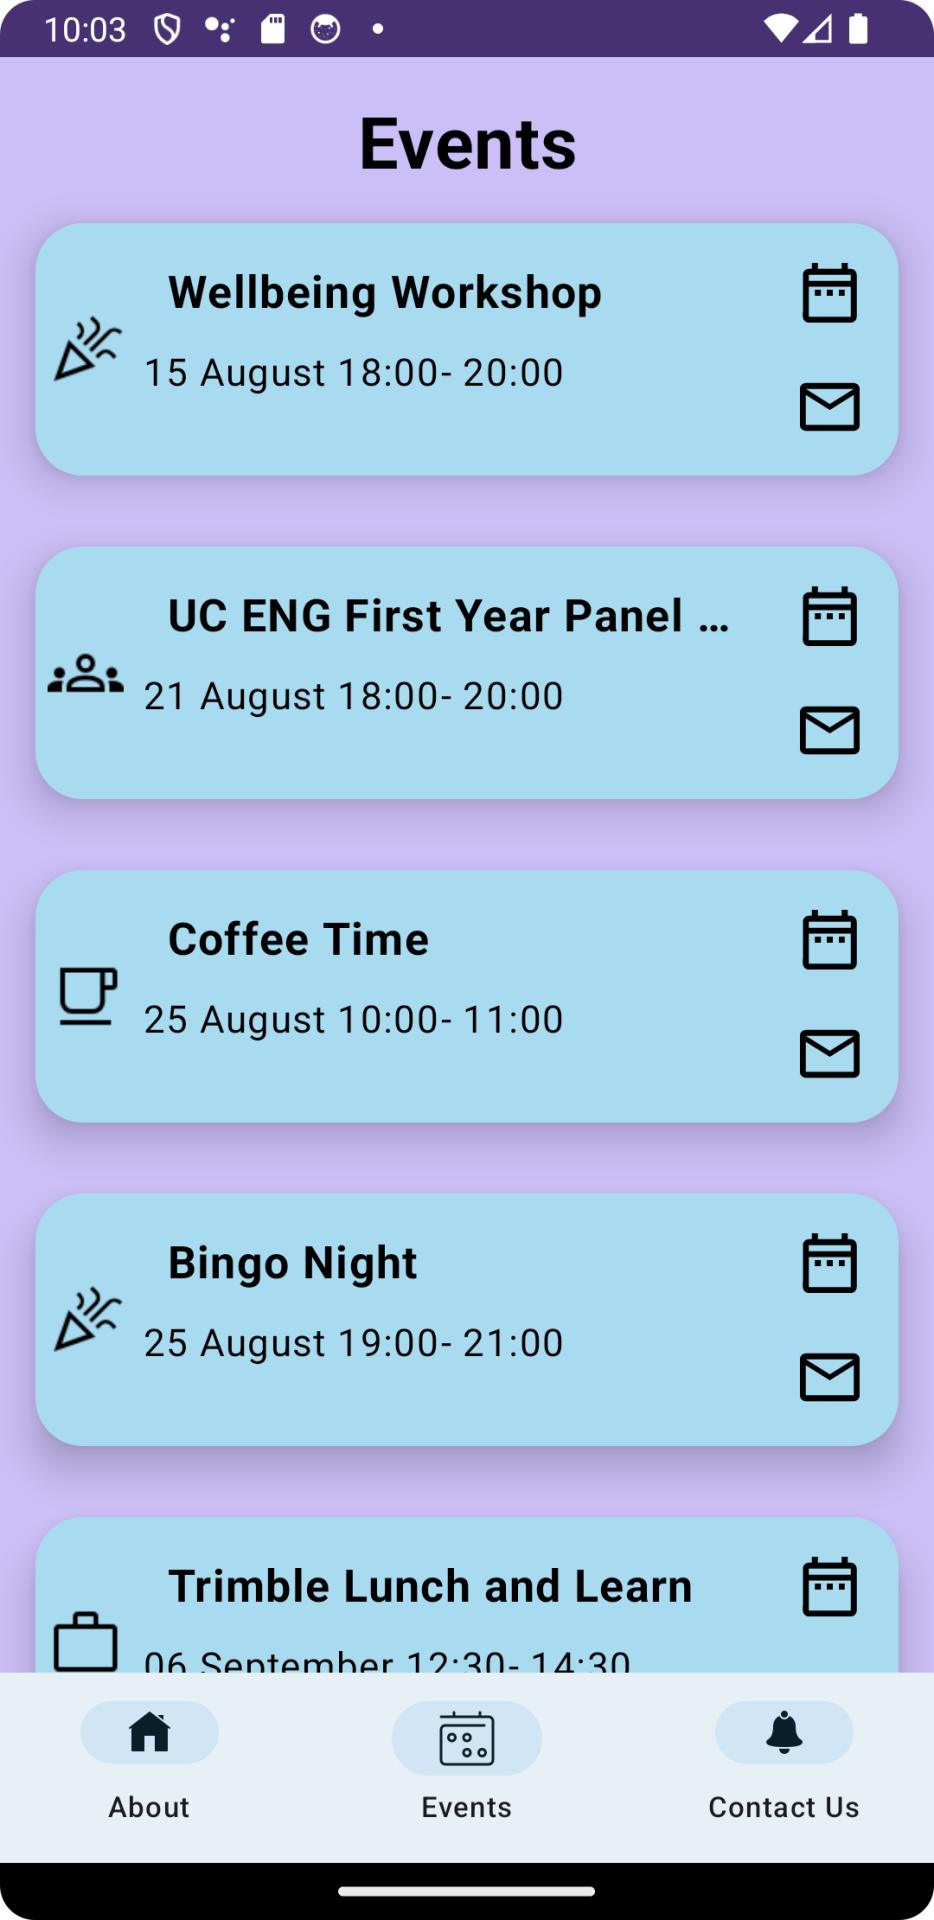 10:03
Events
Wellbeing Workshop
15 August 18:00- 20:00
UC ENG First Year Panel ...
21 August 18:00- 20:00
Coffee Time
25 August 10:00- 11:00
Bingo Night
25 August 19:00- 21:00
Trimble Lunch and Learn
06 September 12:30- 14:30
About
Events
Contact Us